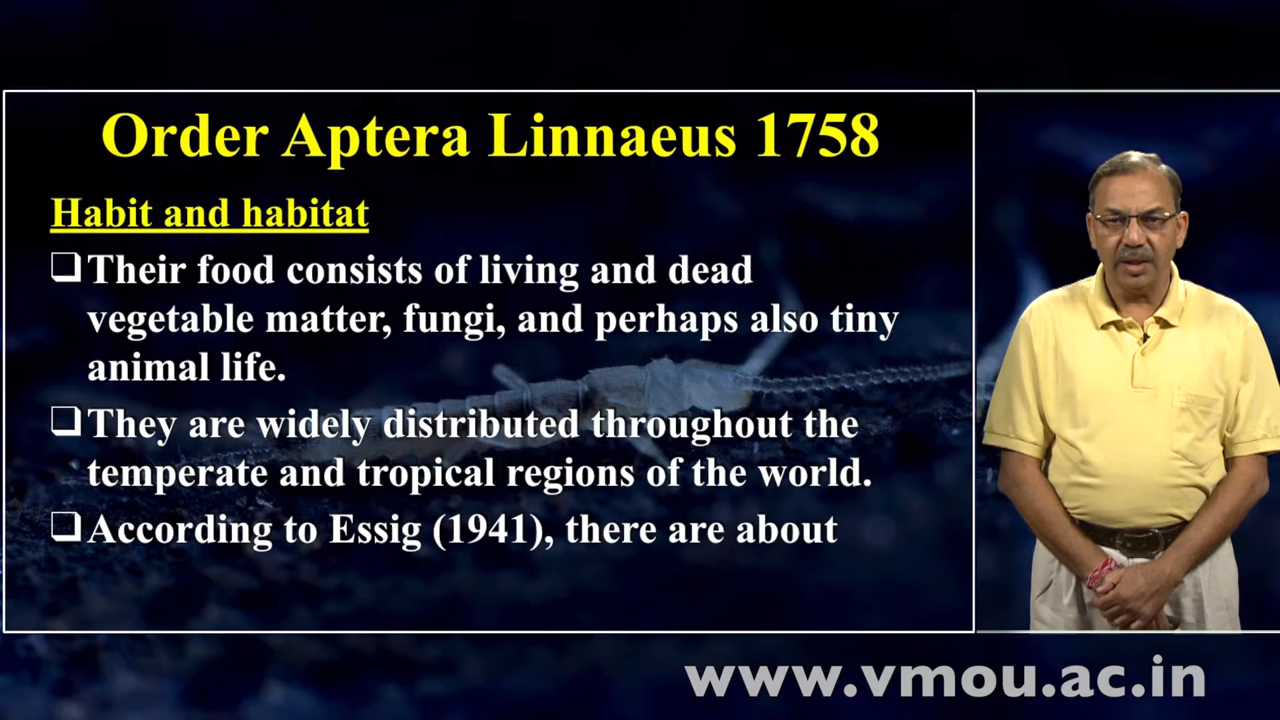 Order Aptera Linnaeus 1758
Habit and habitat
❑Their food consists of living and dead
vegetable matter, fungi, and perhaps also tiny
animal life.
❑They are widely distributed throughout the
temperate and tropical regions of the world.
❑According to Essig (1941), there are about
www.vmou.ac.in